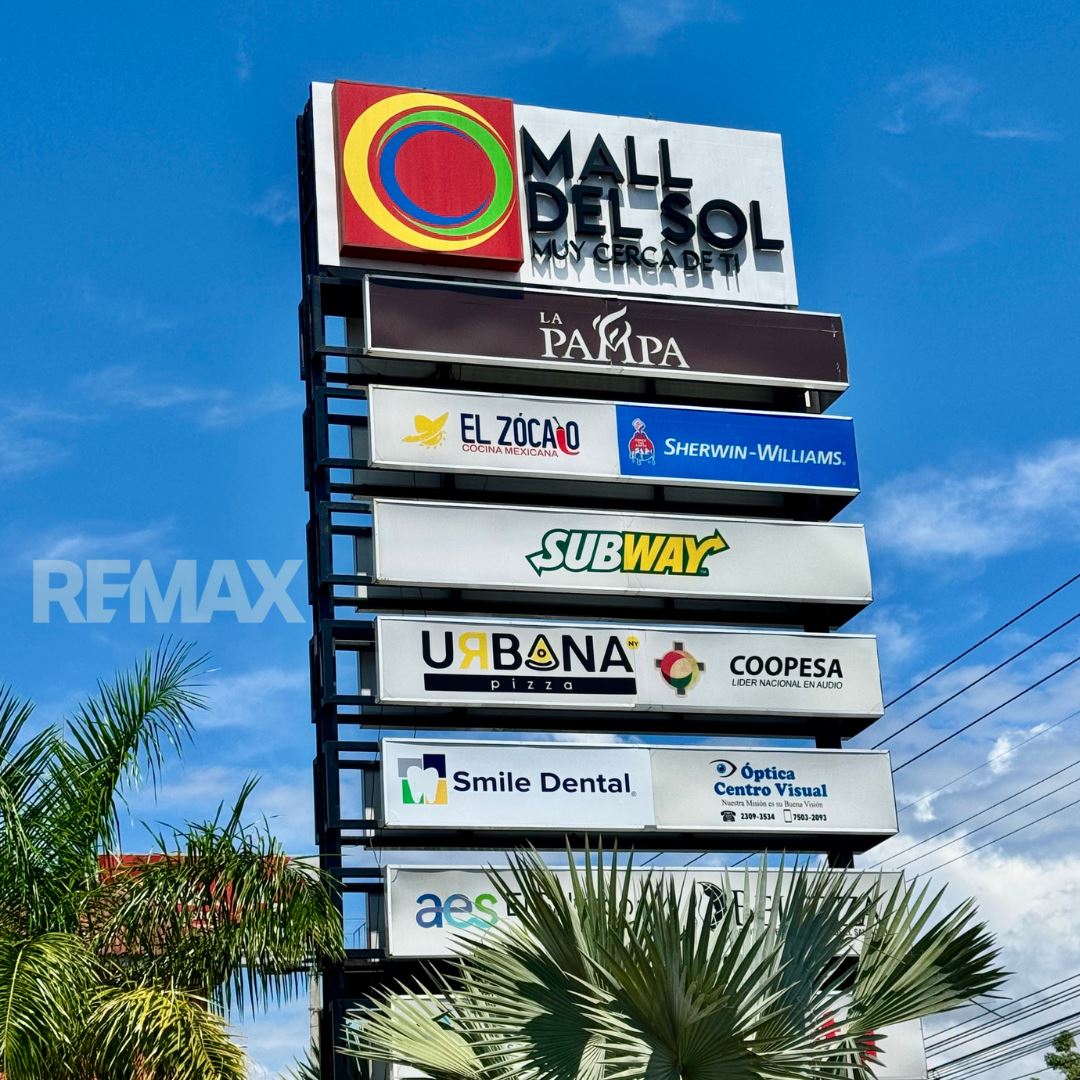 MALL
DEL SOL
MUY CERCA DE TI
LA
PAMPA
EL ZÓCALO
COCINA MEXICANA
SHERWIN-WILLIAMS
SUBWAY
REMAX
URBANA NY
pizza
COOPESA
LIDER NACIONAL EN AUDIO
Smile Dental
Óptica
Centro Visual
Nuestra Misión es su Buena Visión
2309-3534 7503-2093
aes